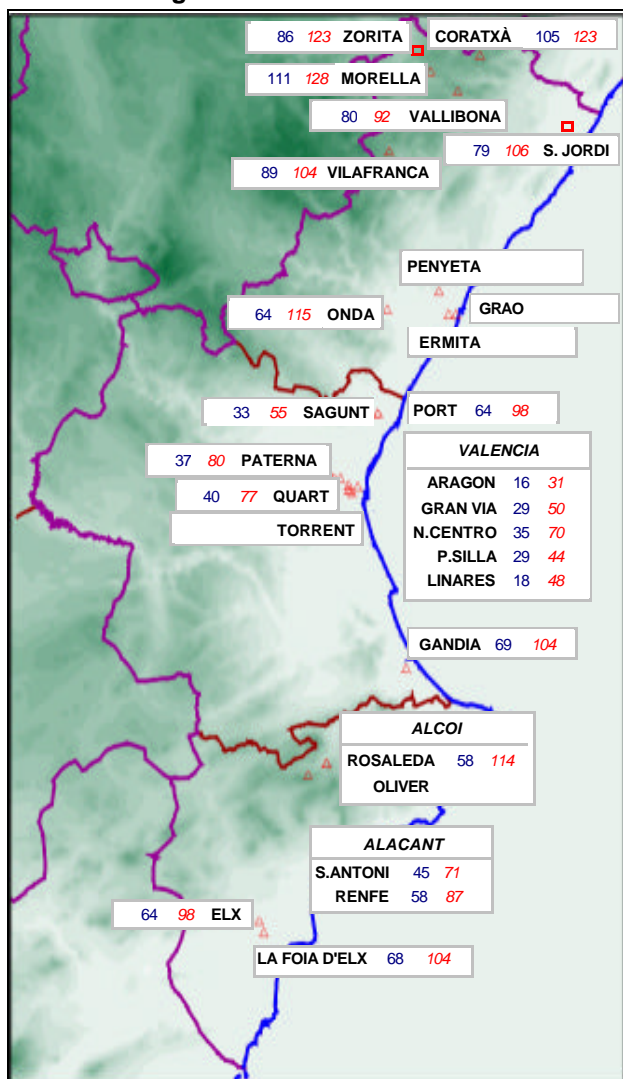 86 123 ZORITA
CORATXÀ 105 123
111 128 MORELLA
80 92 VALLIBONA
79 106 S. JORDI
89 104 VILAFRANCA
PENYETA
64 115 ONDA
GRAO
ERMITA
33 55 SAGUNT
PORT 64 98
37 80 PATERNA
40 77 QUART
TORRENT
VALENCIA
ARAGON 16 31
GRAN VIA 29 50
N.CENTRO 35 70
P.SILLA 29 44
LINARES 18 48
GANDIA 69 104
ALCOI
ROSALEDA 58 114
OLIVER
ALACANT
S.ANTONI 45 71
RENFE 58 87
64 98 ELX
LA FOIA D'ELX 68 104